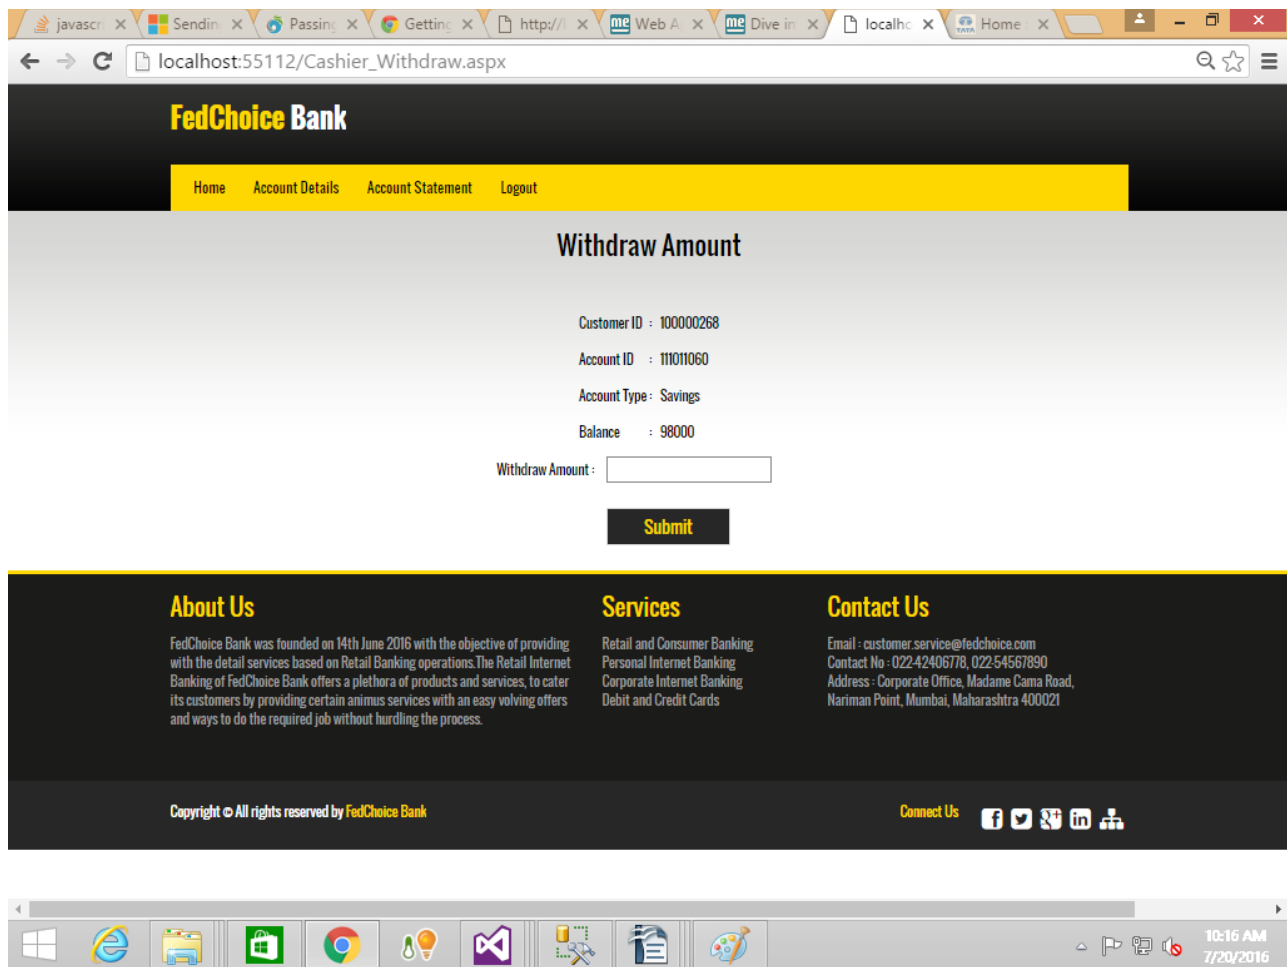 javascri
Sendin
Passing
Getting
http://l
Web A
Dive in
localho
Home
localhost:55112/Cashier_Withdraw.aspx
FedChoice Bank
Home Account Details Account Statement Logout
Withdraw Amount
Customer ID : 100000268
Account ID : 111011060
Account Type : Savings
Balance : 98000
Withdraw Amount :
Submit
About Us
FedChoice Bank was founded on 14th June 2016 with the objective of providing
with the detail services based on Retail Banking operations.The Retail Internet
Banking of FedChoice Bank offers a plethora of products and services, to cater
its customers by providing certain animus services with an easy volving offers
and ways to do the required job without hurdling the process.
Services
Retail and Consumer Banking
Personal Internet Banking
Corporate Internet Banking
Debit and Credit Cards
Contact Us
Email : customer.service@fedchoice.com
Contact No : 022-42406778, 022-54567890
Address : Corporate Office, Madame Cama Road,
Nariman Point, Mumbai, Maharashtra 400021
Copyright © All rights reserved by FedChoice Bank
Connect Us
10:16 AM
7/20/2016